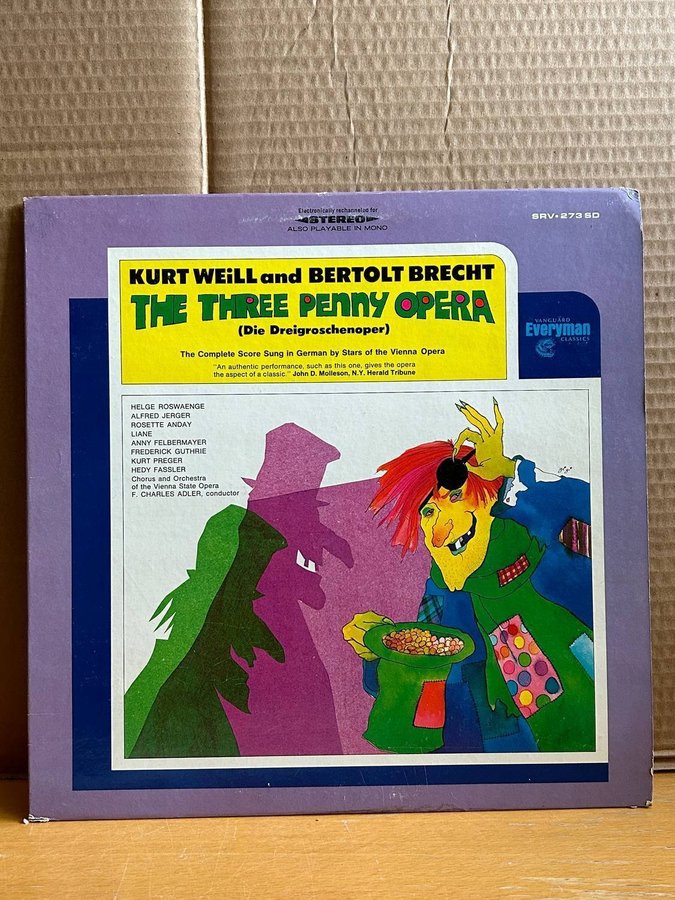 Electronically rechanneled for
STEREO
ALSO PLAYABLE IN MONO
SRV•273 SD
KURT WEiLL and BERTOLT BRECHT
THE THREE PENNY OPERA
(Die Dreigroschenoper)
The Complete Score Sung in German by Stars of the Vienna Opera
"An authentic performance, such as this one, gives the opera
the aspect of a classic." John D. Molleson, N.Y. Herald Tribune
VANGUARD
Everyman
CLASSICS
HELGE ROSWAENGE
ALFRED JERGER
ROSETTE ANDAY
LIANE
ANNY FELBERMAYER
FREDERICK GUTHRIE
KURT PREGER
HEDY FASSLER
Chorus and Orchestra
of the Vienna State Opera
F. CHARLES ADLER, conductor